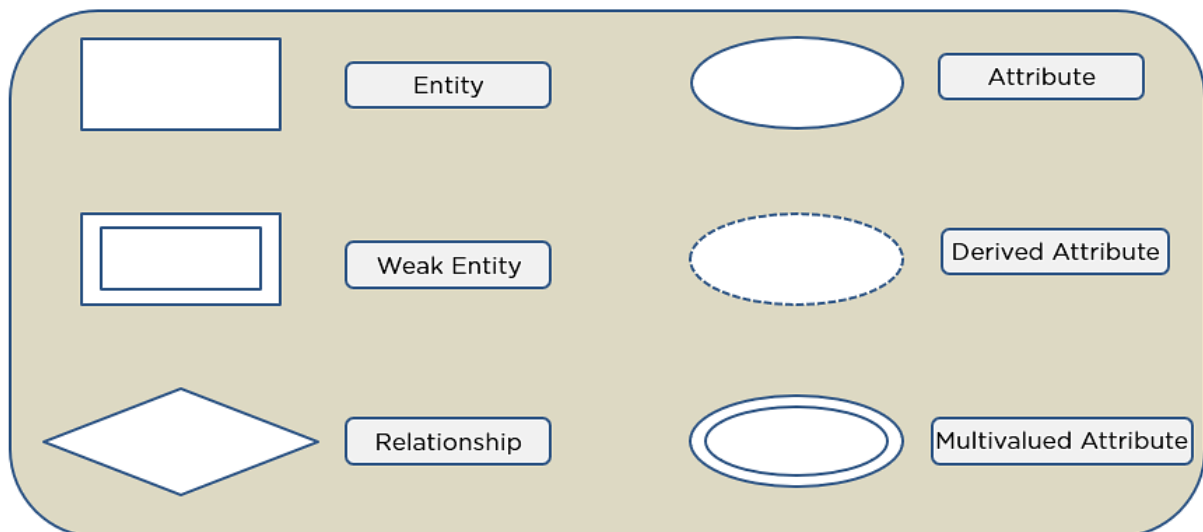 Entity
Attribute
Weak Entity
Derived Attribute
Relationship
Multivalued Attribute